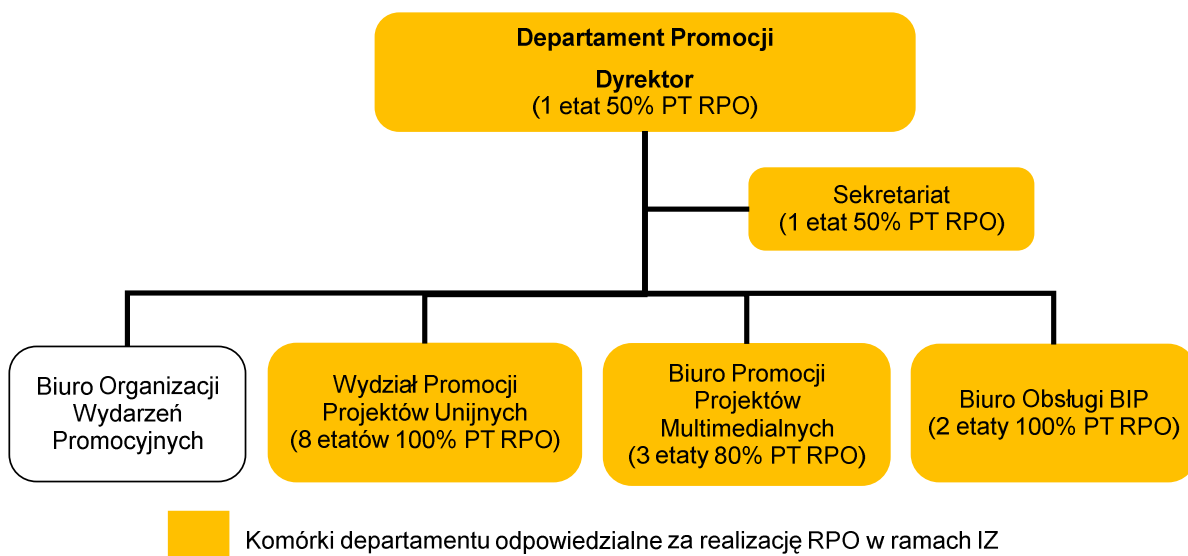 Departament Promocji
Dyrektor
(1 etat 50% PT RPO)
Sekretariat
(1 etat 50% PT RPO)
Biuro Organizacji
Wydarzeń
Promocyjnych
Wydział Promocji
Projektów Unijnych
(8 etatów 100% PT RPO)
Biuro Promocji
Projektów
Multimedialnych
(3 etaty 80% PT RPO)
Biuro Obsługi BIP
(2 etaty 100% PT RPO)
Komórki departamentu odpowiedzialne za realizację RPO w ramach IZ